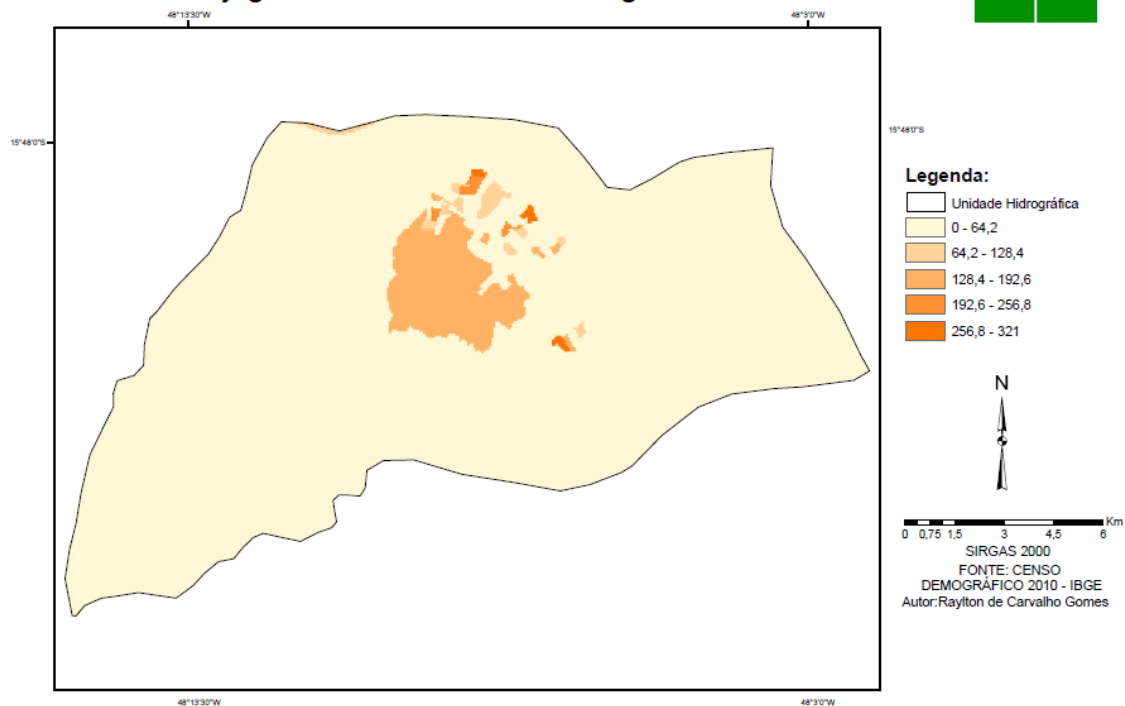 48°13'30"W
48°3'0"W
15°48'0"S
15°48'0"S
Legenda:
Unidade Hidrográfica
0 - 64,2
64,2 - 128,4
128,4 - 192,6
192,6 - 256,8
256,8 - 321
N
Km
0 0,75 1,5 3 4,5 6
SIRGAS 2000
FONTE: CENSO
DEMOGRÁFICO 2010 - IBGE
Autor:Raylton de Carvalho Gomes
48°13'30"W
48°3'0"W